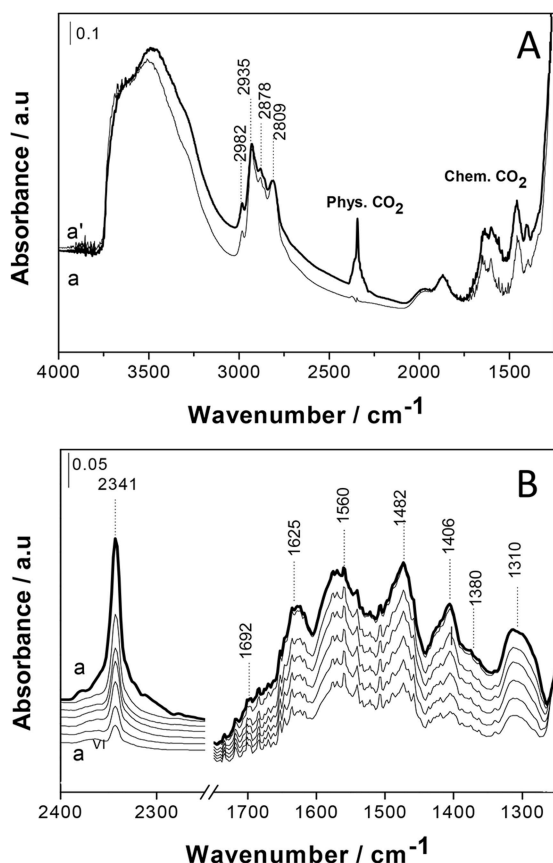 0.1
A
2982
2935
2878
2809
Phys. CO2
Chem. CO2
a'
a
Absorbance / a.u
4000 3500 3000 2500 2000 1500
Wavenumber / cm-1
0.05
B
2341
1692
1625
1560
1482
1406
1380
1310
a
aVI
Absorbance / a.u
2400 2300 1700 1600 1500 1400 1300
Wavenumber / cm-1